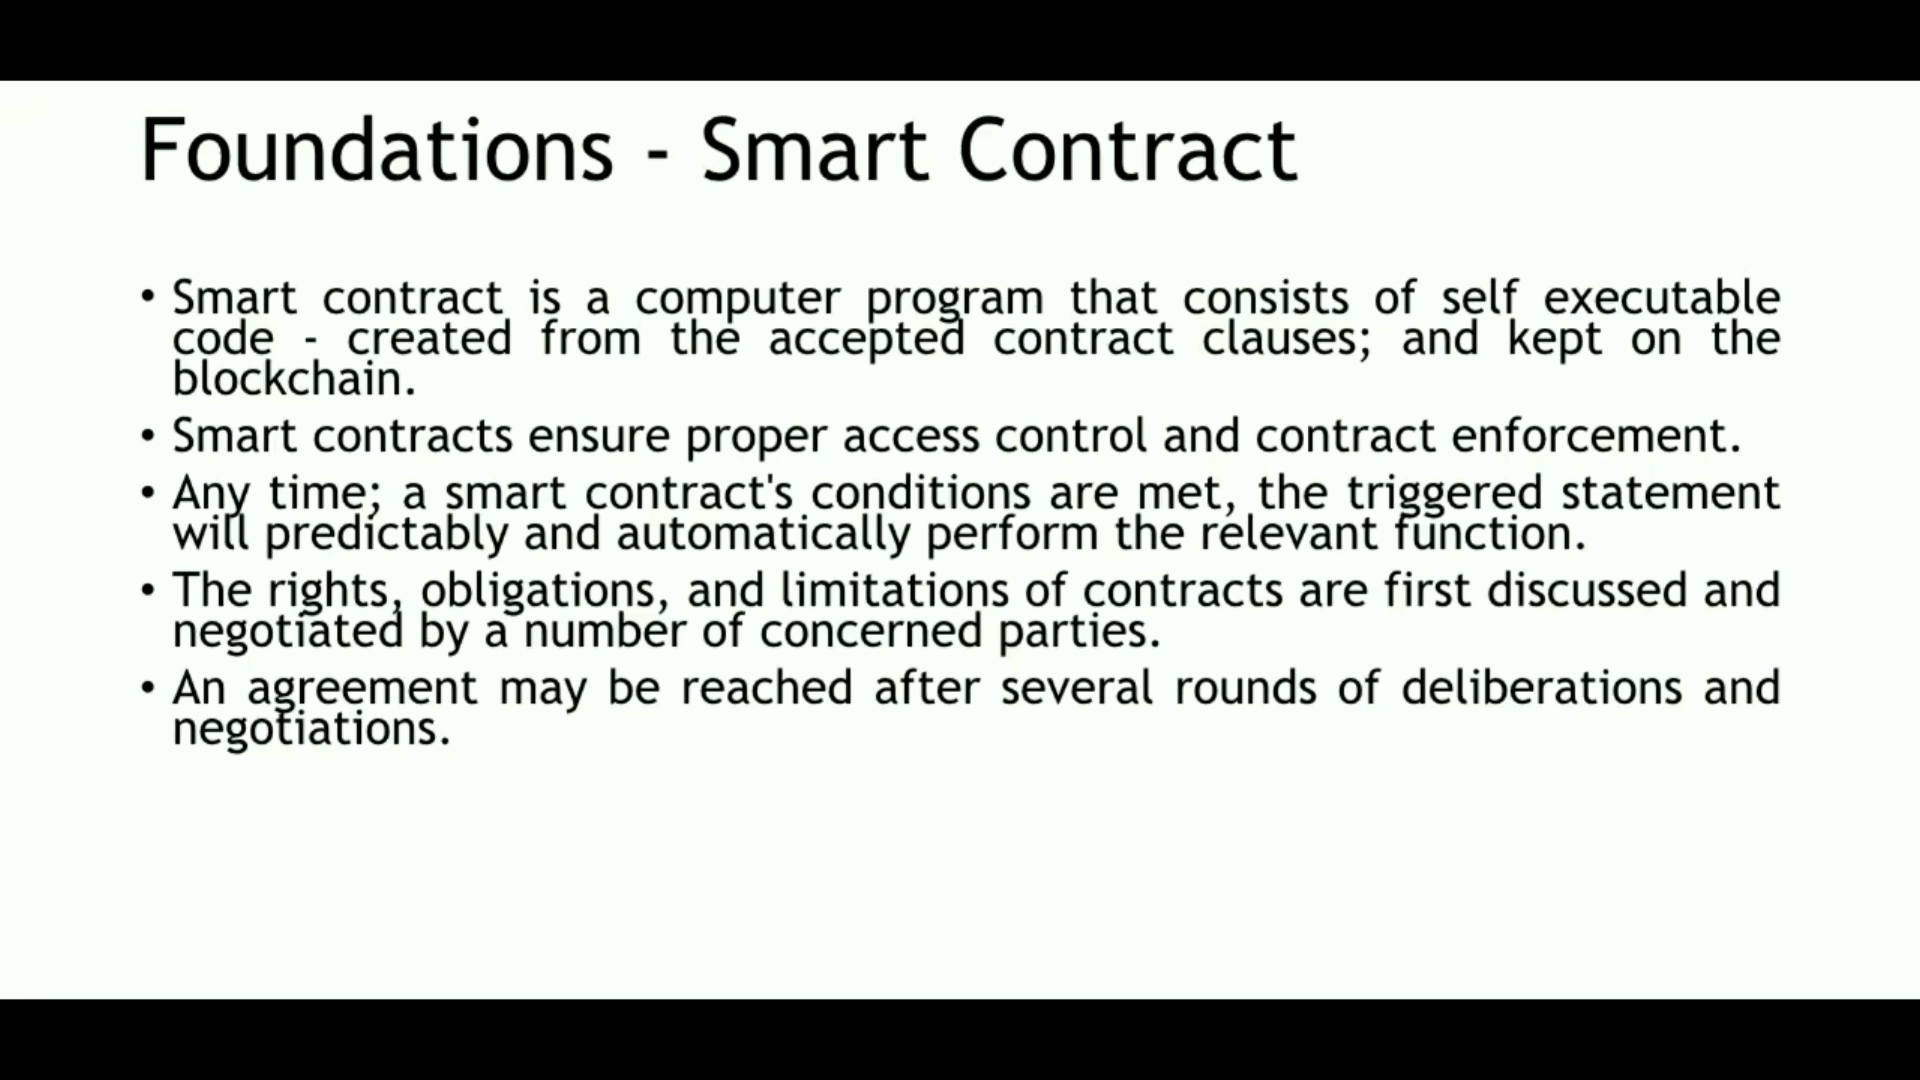 Foundations - Smart Contract
• Smart contract is a computer program that consists of self executable
code - created from the accepted contract clauses; and kept on the
blockchain.
• Smart contracts ensure proper access control and contract enforcement.
• Any time; a smart contract's conditions are met, the triggered statement
will predictably and automatically perform the relevant function.
• The rights, obligations, and limitations of contracts are first discussed and
negotiated by a number of concerned parties.
• An agreement may be reached after several rounds of deliberations and
negotiations.